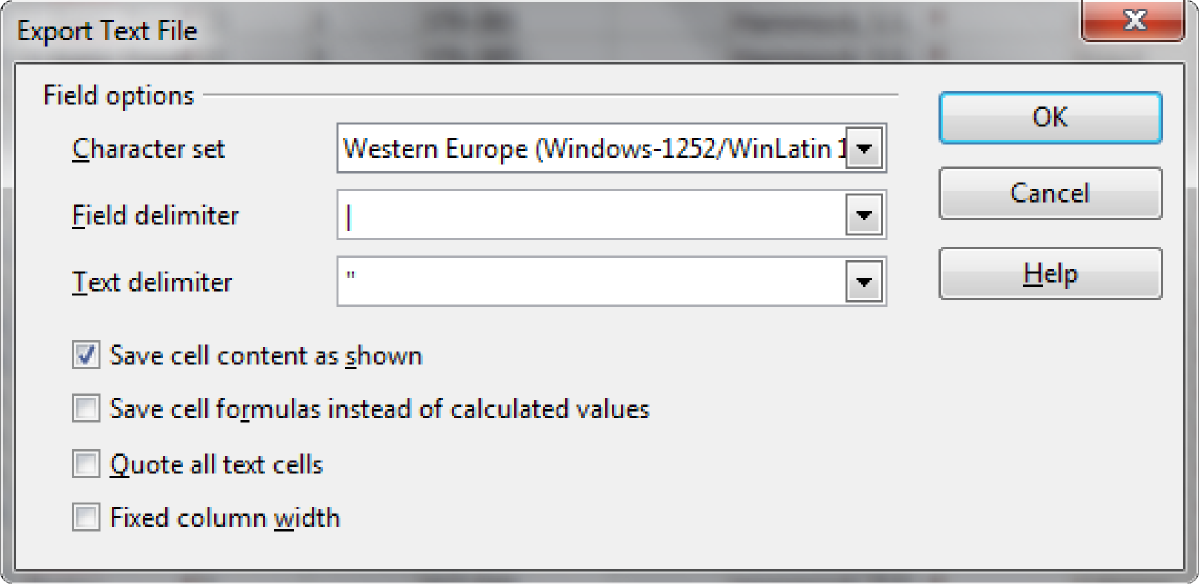 Export Text File
Field options
Character set
Western Europe (Windows-1252/WinLatin 1
Field delimiter
|
Text delimiter
"
Save cell content as shown
Save cell formulas instead of calculated values
Quote all text cells
Fixed column width
OK
Cancel
Help